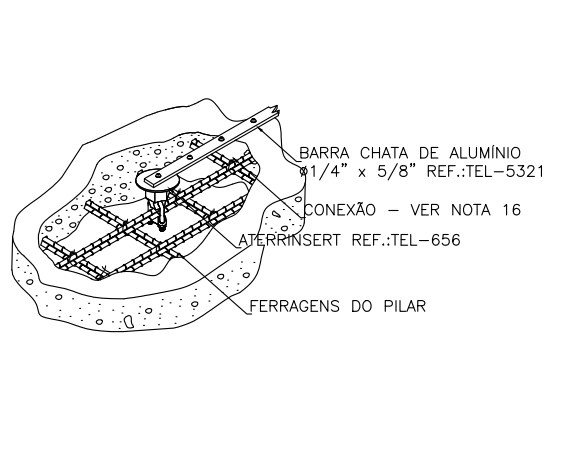 BARRA CHATA DE ALUMÍNIO
ø1/4" x 5/8" REF.:TEL-5321
CONEXÃO - VER NOTA 16
ATERRINSERT REF.:TEL-656
FERRAGENS DO PILAR